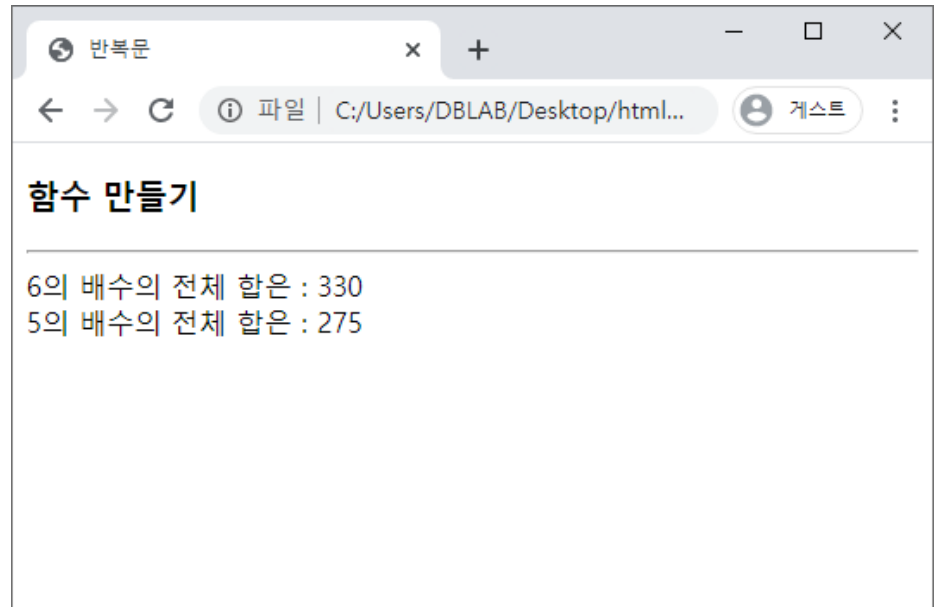 반복문
파일 | C:/Users/DBLAB/Desktop/html... 게스트
함수 만들기
6의 배수의 전체 합은 : 330
5의 배수의 전체 합은 : 275